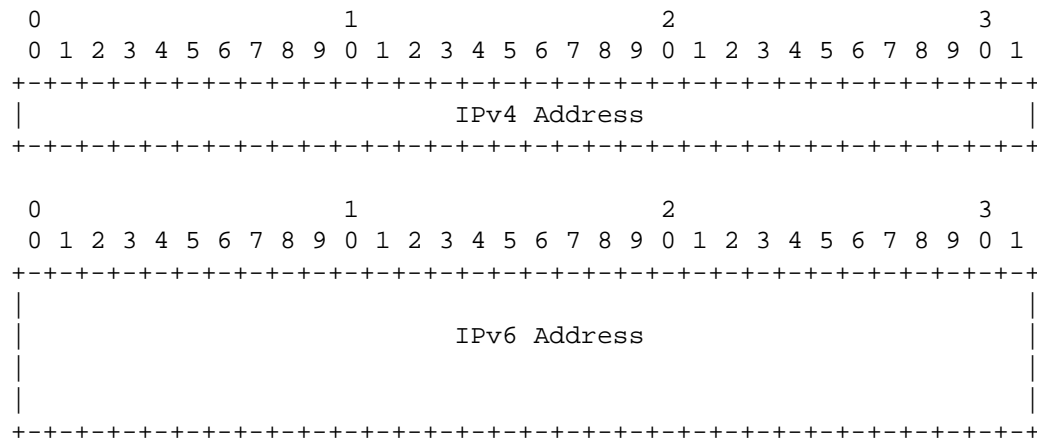 0                   1                   2                   3
 0 1 2 3 4 5 6 7 8 9 0 1 2 3 4 5 6 7 8 9 0 1 2 3 4 5 6 7 8 9 0 1
+-+-+-+-+-+-+-+-+-+-+-+-+-+-+-+-+-+-+-+-+-+-+-+-+-+-+-+-+-+-+-+-+
|                          IPv4 Address                         |
+-+-+-+-+-+-+-+-+-+-+-+-+-+-+-+-+-+-+-+-+-+-+-+-+-+-+-+-+-+-+-+-+

 0                   1                   2                   3
 0 1 2 3 4 5 6 7 8 9 0 1 2 3 4 5 6 7 8 9 0 1 2 3 4 5 6 7 8 9 0 1
+-+-+-+-+-+-+-+-+-+-+-+-+-+-+-+-+-+-+-+-+-+-+-+-+-+-+-+-+-+-+-+-+
|                                                               |
|                          IPv6 Address                         |
|                                                               |
|                                                               |
+-+-+-+-+-+-+-+-+-+-+-+-+-+-+-+-+-+-+-+-+-+-+-+-+-+-+-+-+-+-+-+-+